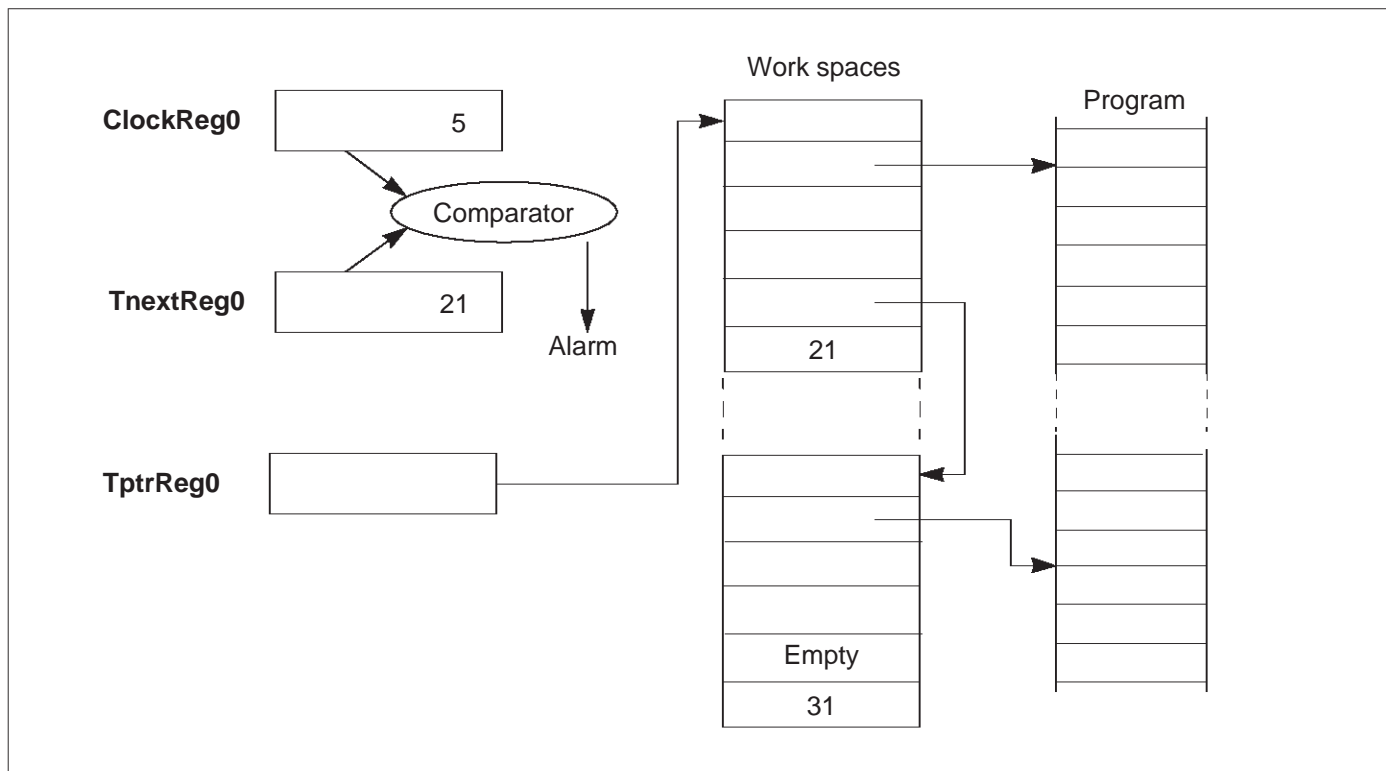 Work spaces
Program
ClockReg0
5
Comparator
TnextReg0
21
Alarm
21
TptrReg0
Empty
31